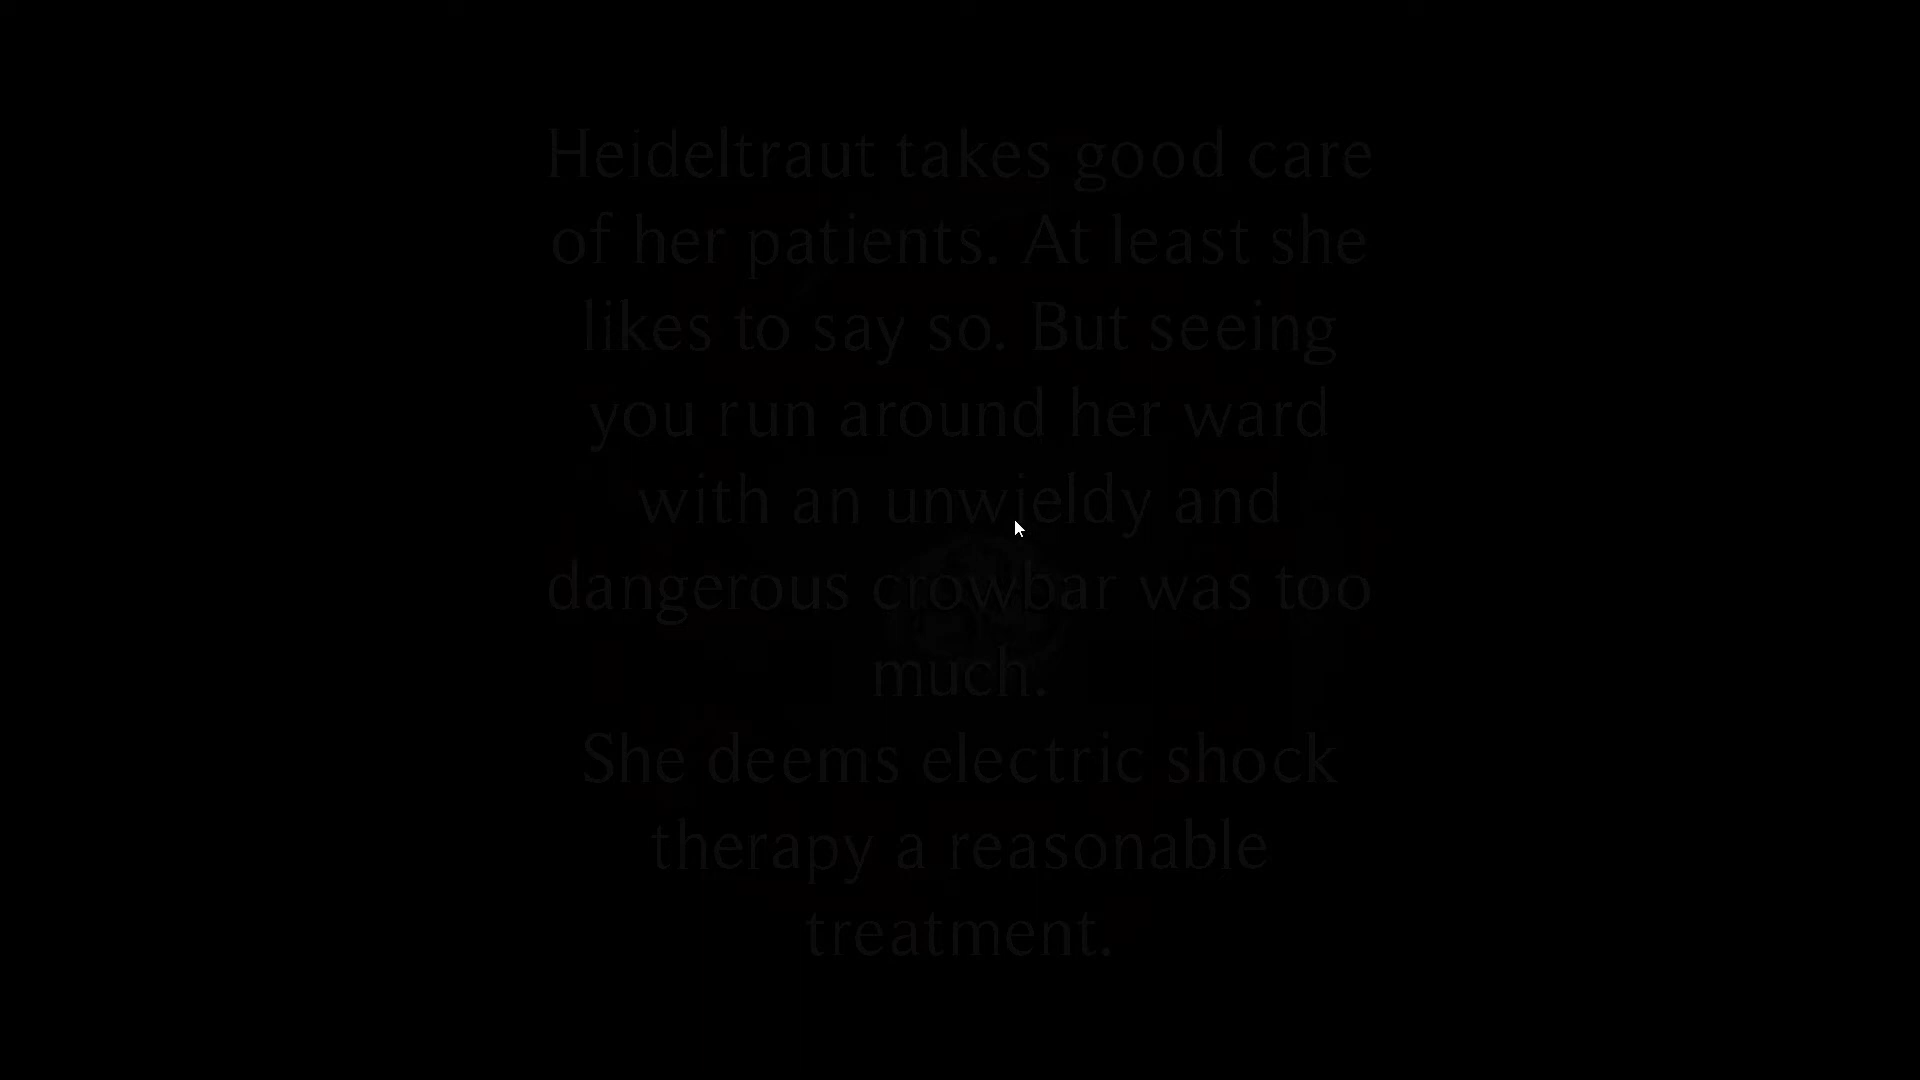 Heideltraut takes good care
of her patients. At least she
likes to say so. But seeing
you run around her ward
with an unwieldy and
dangerous crowbar was too
much.
She deems electric shock
therapy a reasonable
treatment.